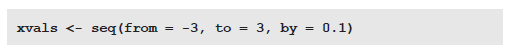 xvals <- seq(from = -3, to = 3, by = 0.1)